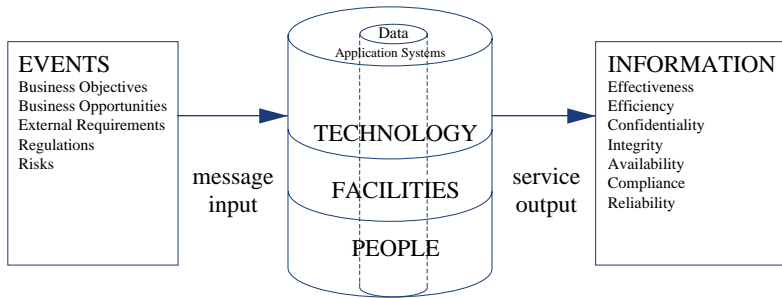 EVENTS
Business Objectives
Business Opportunities
External Requirements
Regulations
Risks
message
input
Data
Application Systems
TECHNOLOGY
FACILITIES
PEOPLE
service
output
INFORMATION
Effectiveness
Efficiency
Confidentiality
Integrity
Availability
Compliance
Reliability